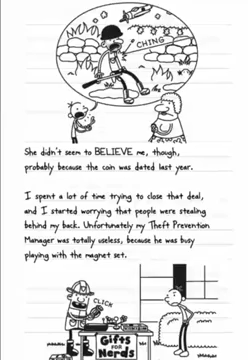 CHING
She didn't seem to BELIEVE me, though,
probably because the coin was dated last year.
I spent a lot of time trying to close that deal,
and I started worrying that people were stealing
behind my back. Unfortunately my Theft Prevention
Manager was totally useless, because he was busy
playing with the magnet set.
CLICK
Gifts
FOR
Nerds